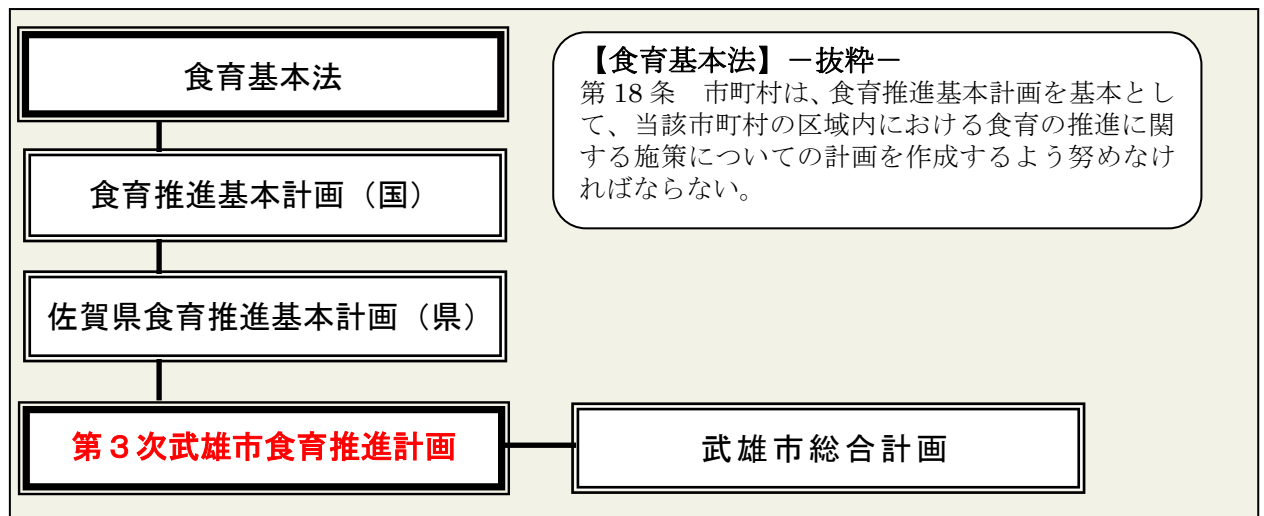 食育基本法
【食育基本法】－抜粋－
第 18 条　市町村は、食育推進基本計画を基本とし
て、当該市町村の区域内における食育の推進に関
する施策についての計画を作成するよう努めなけ
ればならない。
食育推進基本計画（国）
佐賀県食育推進基本計画（県）
第３次武雄市食育推進計画
武雄市総合計画